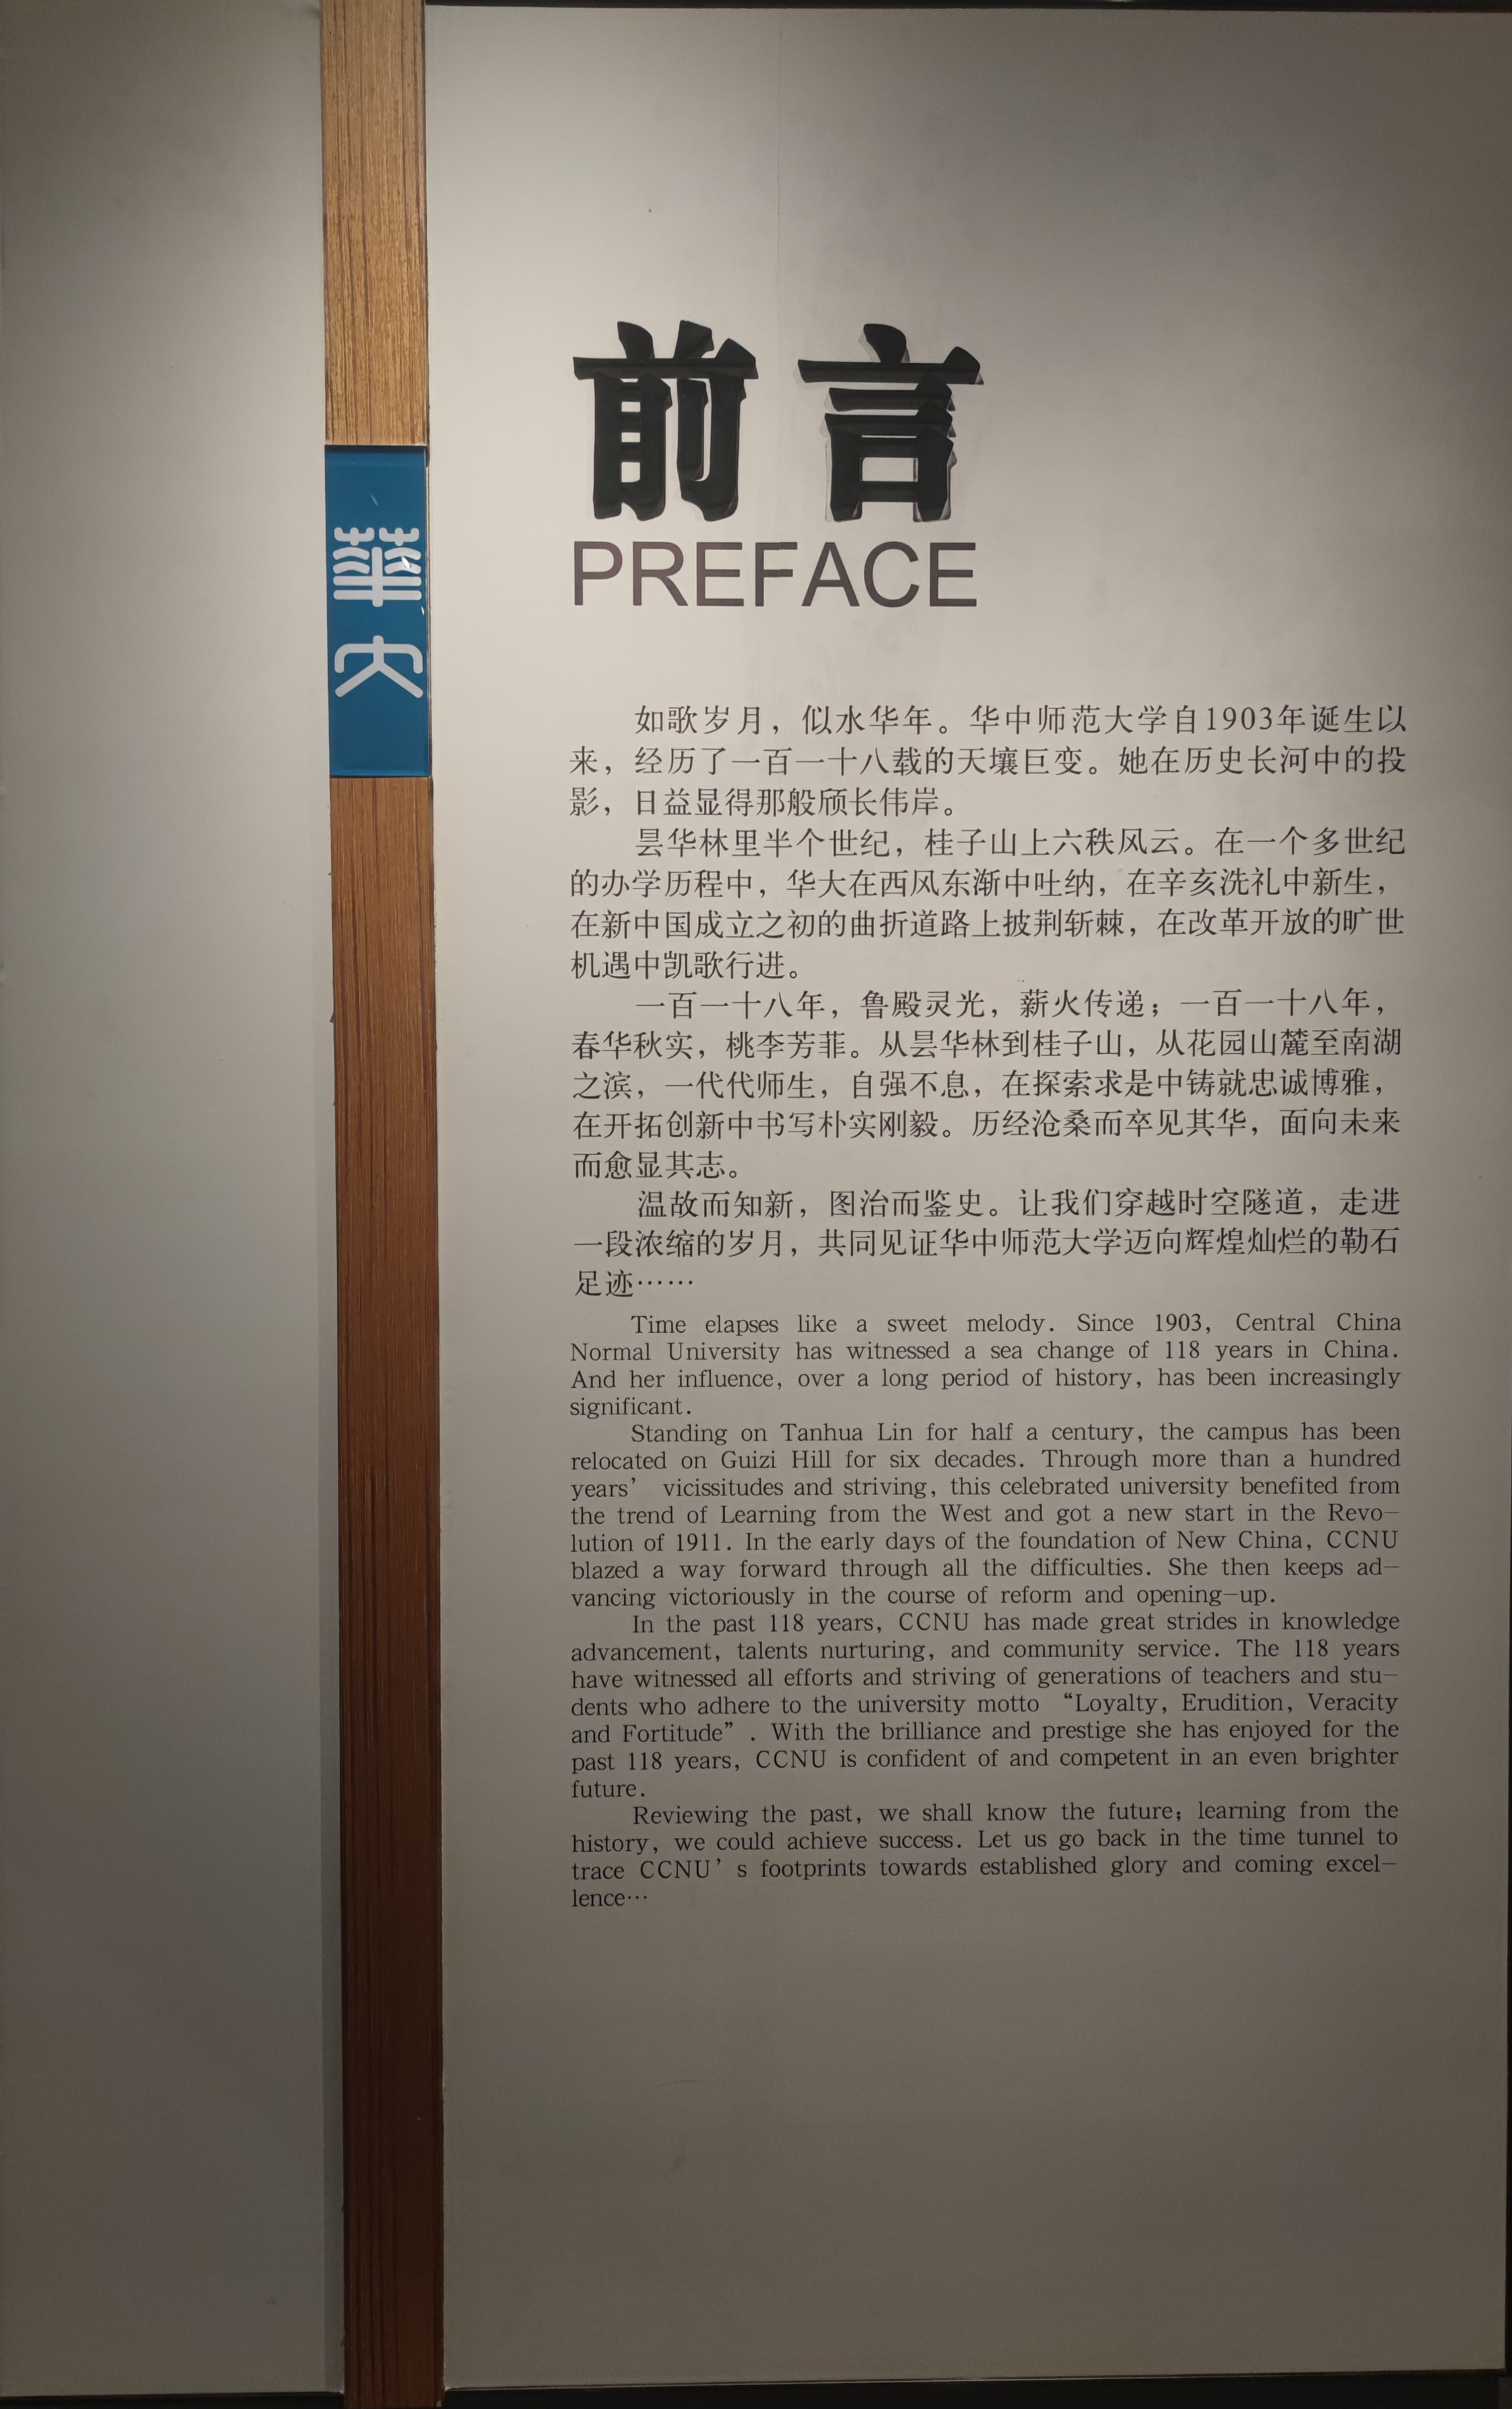 華大
前言
PREFACE
如歌岁月，似水华年。华中师范大学自1903年诞生以
来，经历了一百一十八载的天壤巨变。她在历史长河中的投
影，日益显得那般颀长伟岸。
昙华林里半个世纪，桂子山上六秩风云。在一个多世纪
的办学历程中，华大在西风东渐中吐纳，在辛亥洗礼中新生，
在新中国成立之初的曲折道路上披荆斩棘，在改革开放的旷世
机遇中凯歌行进。
一百一十八年，鲁殿灵光，薪火传递；一百一十八年，
春华秋实，桃李芳菲。从昙华林到桂子山，从花园山麓至南湖
之滨，一代代师生，自强不息，在探索求是中铸就忠诚博雅，
在开拓创新中书写朴实刚毅。历经沧桑而卒见其华，面向未来
而愈显其志。
温故而知新，图治而鉴史。让我们穿越时空隧道，走进
一段浓缩的岁月，共同见证华中师范大学迈向辉煌灿烂的勒石
足迹……
Time elapses like a sweet melody. Since 1903, Central China
Normal University has witnessed a sea change of 118 years in China.
And her influence, over a long period of history, has been increasingly
significant.
Standing on Tanhua Lin for half a century, the campus has been
relocated on Guizi Hill for six decades. Through more than a hundred
years’ vicissitudes and striving, this celebrated university benefited from
the trend of Learning from the West and got a new start in the Revo-
lution of 1911. In the early days of the foundation of New China, CCNU
blazed a way forward through all the difficulties. She then keeps ad-
vancing victoriously in the course of reform and opening-up.
In the past 118 years, CCNU has made great strides in knowledge
advancement, talents nurturing, and community service. The 118 years
have witnessed all efforts and striving of generations of teachers and stu-
dents who adhere to the university motto “Loyalty, Erudition, Veracity
and Fortitude”. With the brilliance and prestige she has enjoyed for the
past 118 years, CCNU is confident of and competent in an even brighter
future.
Reviewing the past, we shall know the future; learning from the
history, we could achieve success. Let us go back in the time tunnel to
trace CCNU’s footprints towards established glory and coming excel-
lence…